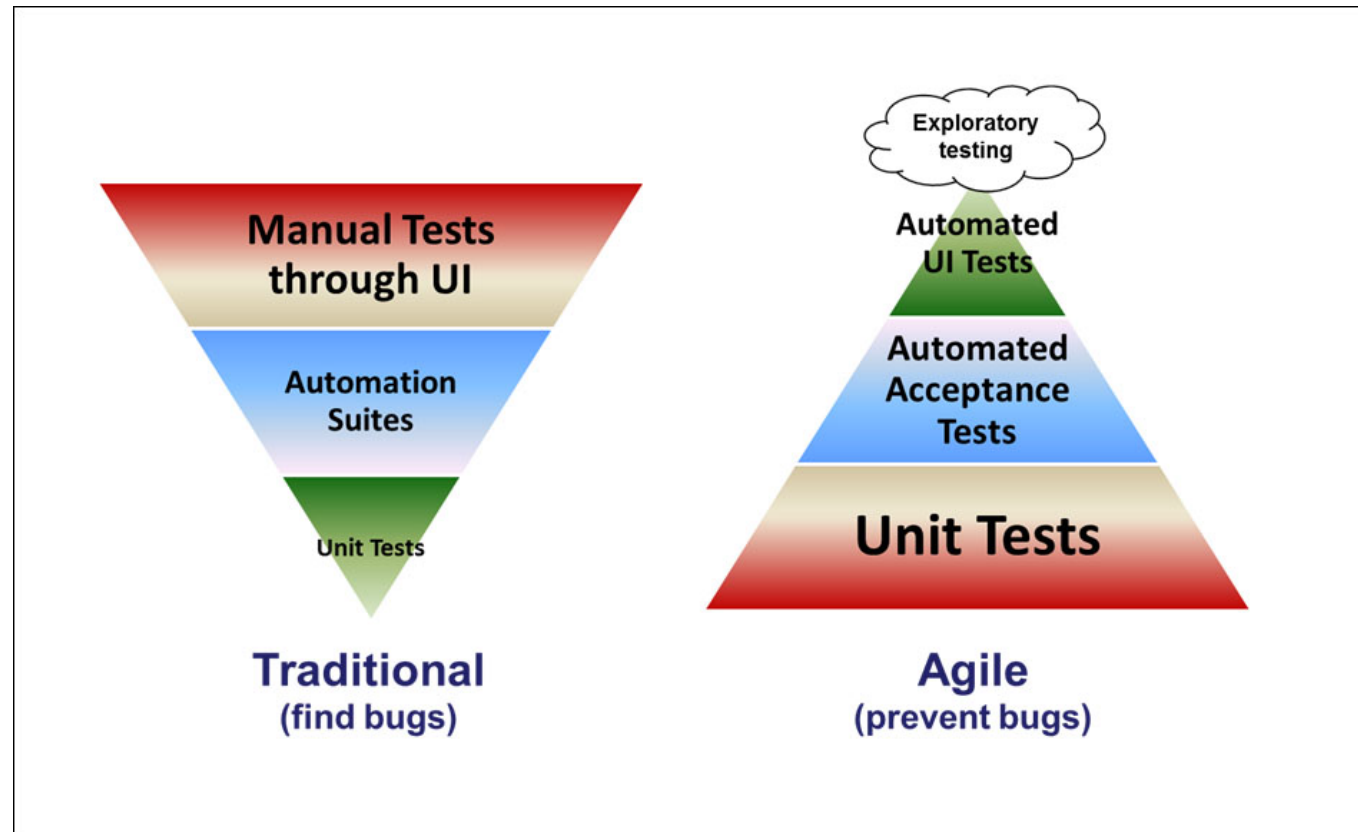 Manual Tests
through UI
Automation
Suites
Unit Tests
Traditional
(find bugs)
Exploratory
testing
Automated
UI Tests
Automated
Acceptance
Tests
Unit Tests
Agile
(prevent bugs)